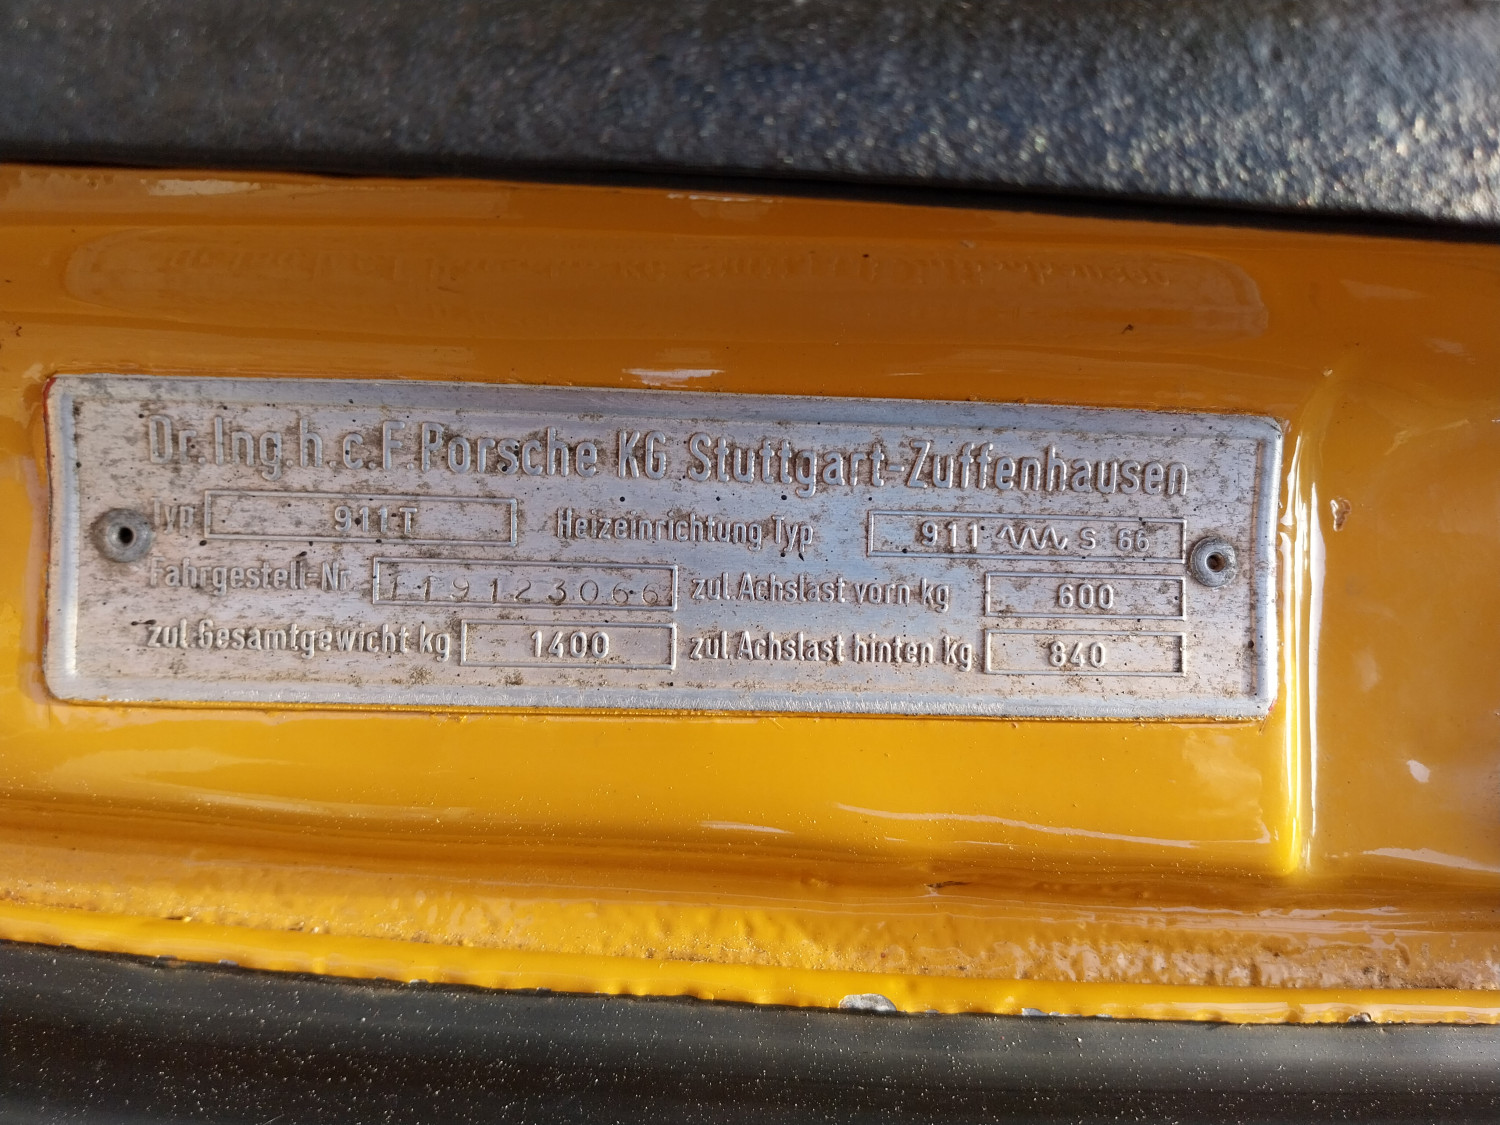 Dr. Ing. h. c. F. Porsche KG Stuttgart-Zuffenhausen
Typ 911 T Heizeinrichtung Typ 911 S 66
Fahrgestell-Nr. 119123066 zul. Achslast vorn kg 600
zul. Gesamtgewicht kg 1400 zul. Achslast hinten kg 840